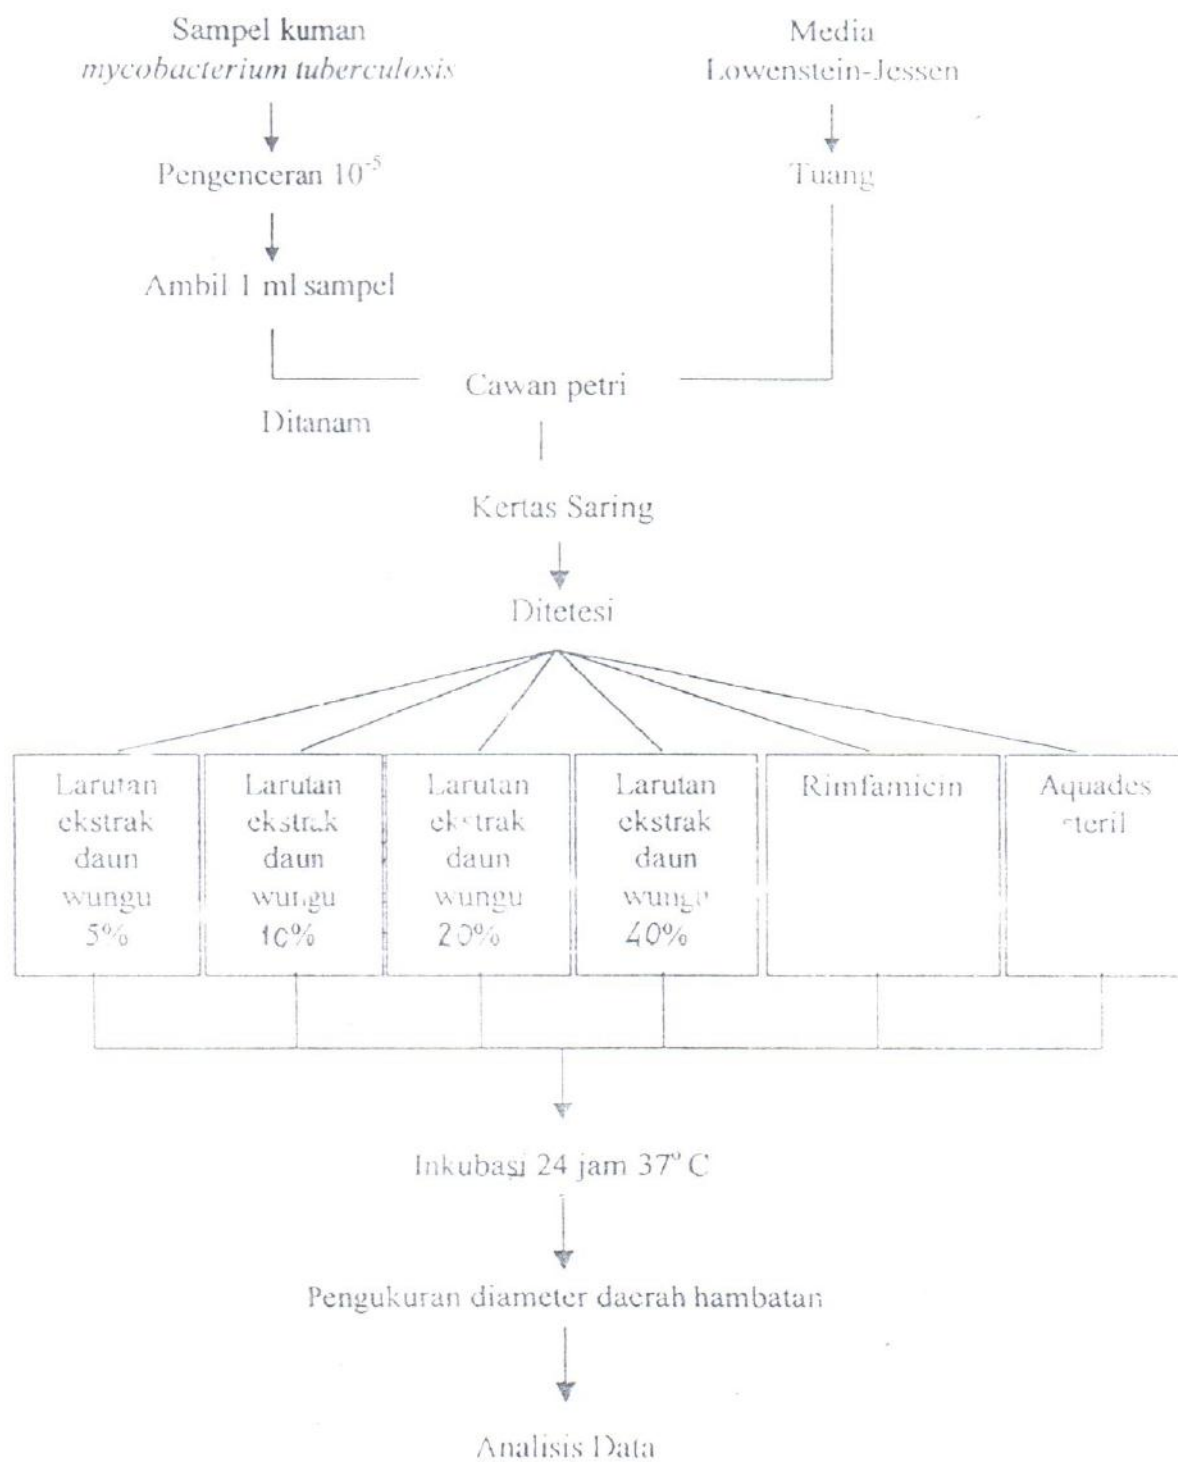 Sampel kuman
mycobacterium tuberculosis
Media
Lowenstein-Jessen
Pengenceran 10⁻⁵
Tuang
Ambil 1 ml sampel
Cawan petri
Ditanam
Kertas Saring
Ditetesi
Larutan
ekstrak
daun
wungu
5%
Larutan
ekstrak
daun
wungu
10%
Larutan
ekstrak
daun
wungu
20%
Larutan
ekstrak
daun
wungu
40%
Rimfamicin
Aquades
steril
Inkubasi 24 jam 37° C
Pengukuran diameter daerah hambatan
Analisis Data